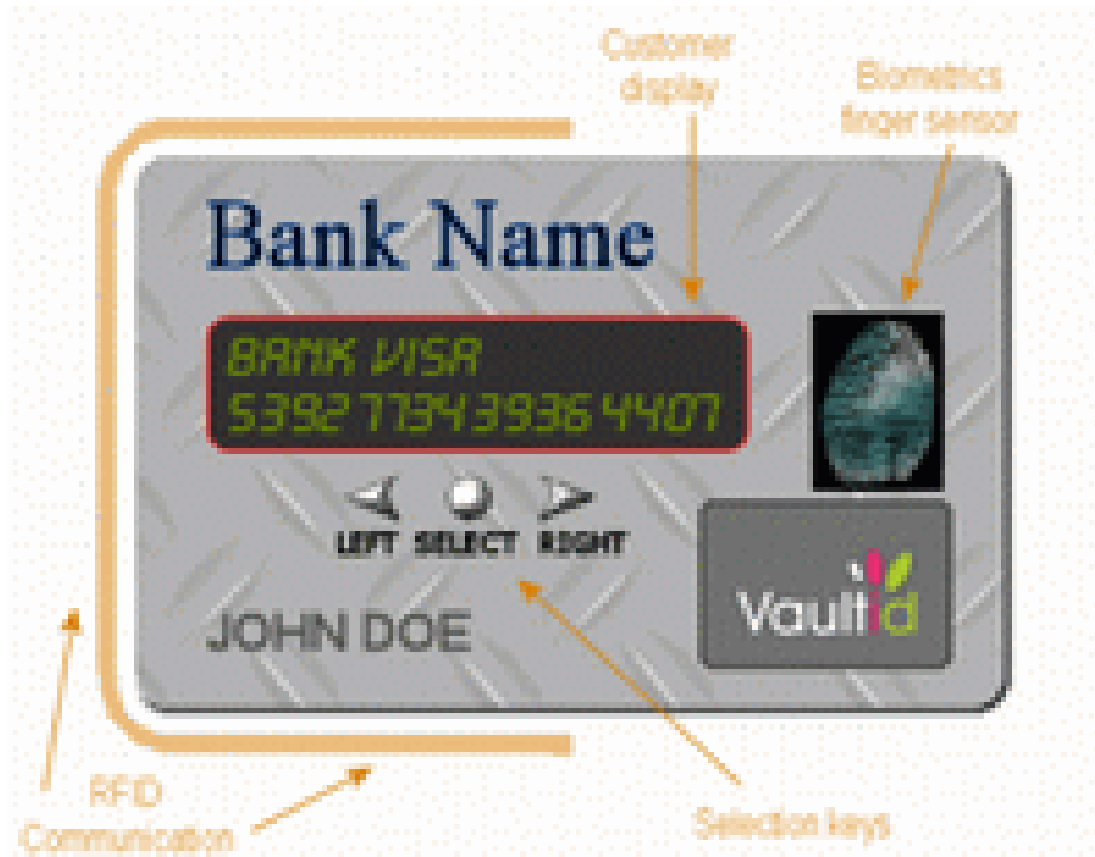 Customer
display
Biometrics
finger sensor
Bank Name
BANK VISA
5392 7734 3936 4407
LEFT SELECT RIGHT
JOHN DOE
Vaultid
RFID
Communication
Selection keys